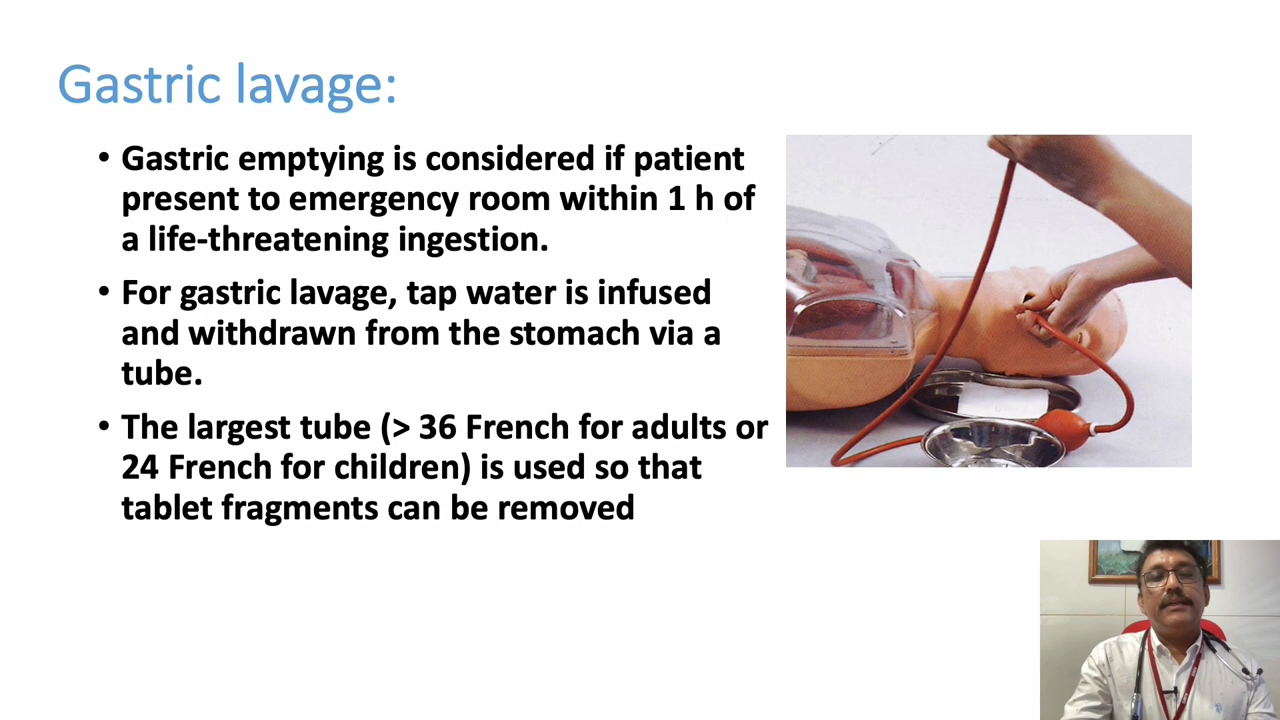 Gastric lavage:
• Gastric emptying is considered if patient
present to emergency room within 1 h of
a life-threatening ingestion.
• For gastric lavage, tap water is infused
and withdrawn from the stomach via a
tube.
• The largest tube (> 36 French for adults or
24 French for children) is used so that
tablet fragments can be removed